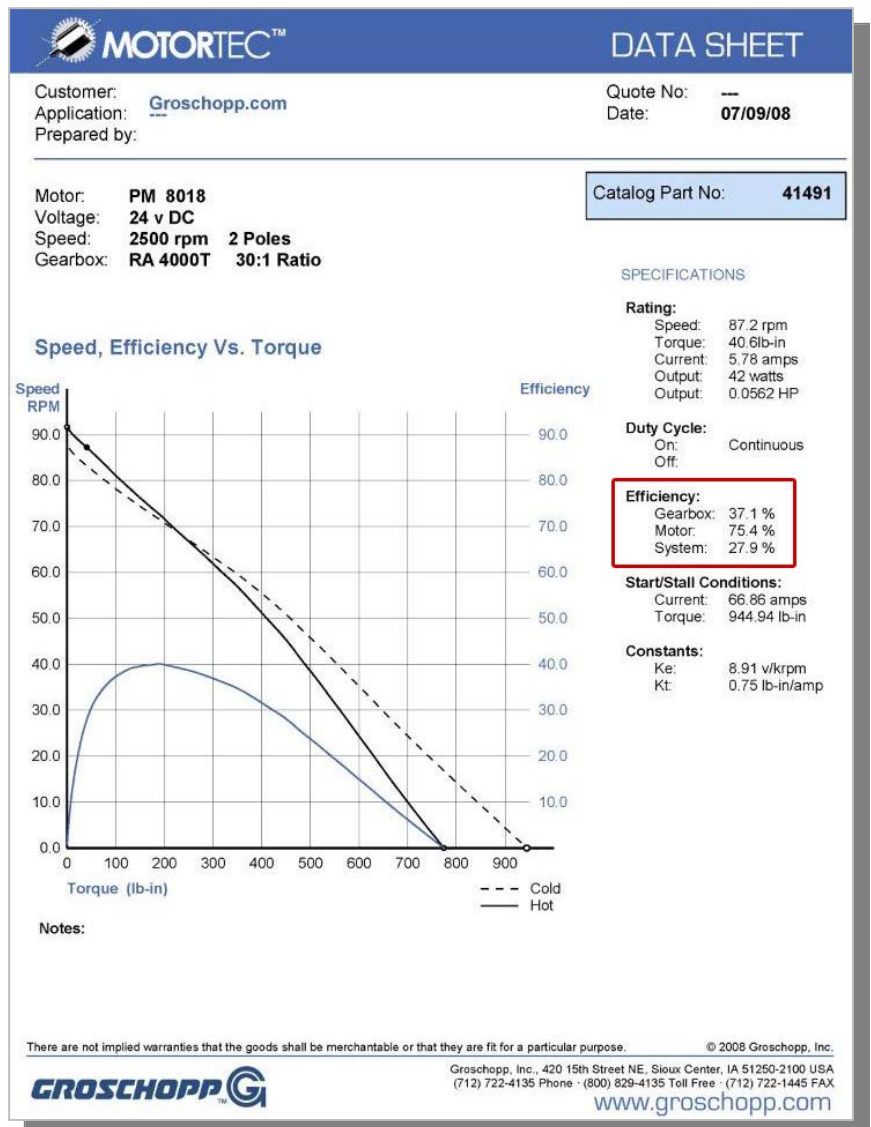 MOTORTEC™ DATA SHEET
Customer: Groschopp.com
Application: ---
Prepared by:
Quote No: ---
Date: 07/09/08
Motor: PM 8018
Voltage: 24 v DC
Speed: 2500 rpm 2 Poles
Gearbox: RA 4000T 30:1 Ratio
Catalog Part No: 41491
SPECIFICATIONS
Rating:
Speed: 87.2 rpm
Torque: 40.6lb-in
Current: 5.78 amps
Output: 42 watts
Output: 0.0562 HP
Duty Cycle:
On: Continuous
Off:
Efficiency:
Gearbox: 37.1 %
Motor: 75.4 %
System: 27.9 %
Start/Stall Conditions:
Current: 66.86 amps
Torque: 944.94 lb-in
Constants:
Ke: 8.91 v/krpm
Kt: 0.75 lb-in/amp
Speed, Efficiency Vs. Torque
Speed Efficiency
RPM
90.0 90.0
80.0 80.0
70.0 70.0
60.0 60.0
50.0 50.0
40.0 40.0
30.0 30.0
20.0 20.0
10.0 10.0
0.0
0 100 200 300 400 500 600 700 800 900
Torque (lb-in)
Cold
Hot
Notes:
There are not implied warranties that the goods shall be merchantable or that they are fit for a particular purpose. © 2008 Groschopp, Inc.
GROSCHOPP™ G
Groschopp, Inc., 420 15th Street NE, Sioux Center, IA 51250-2100 USA
(712) 722-4135 Phone · (800) 829-4135 Toll Free · (712) 722-1445 FAX
www.groschopp.com